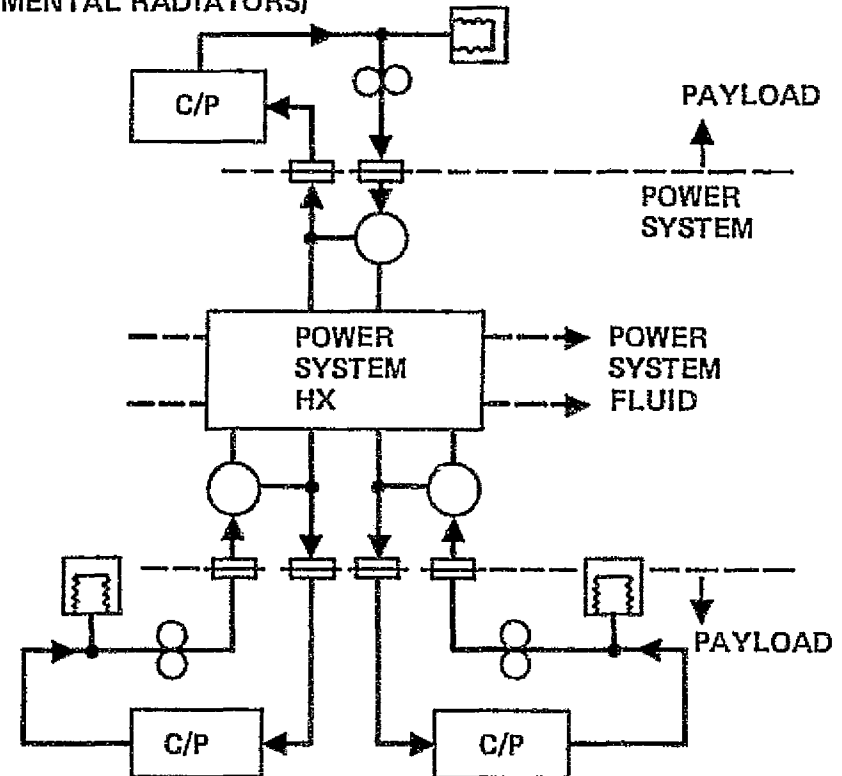 MENTAL RADIATORS)
C/P
PAYLOAD
POWER
SYSTEM
POWER
SYSTEM
HX
POWER
SYSTEM
FLUID
PAYLOAD
C/P
C/P